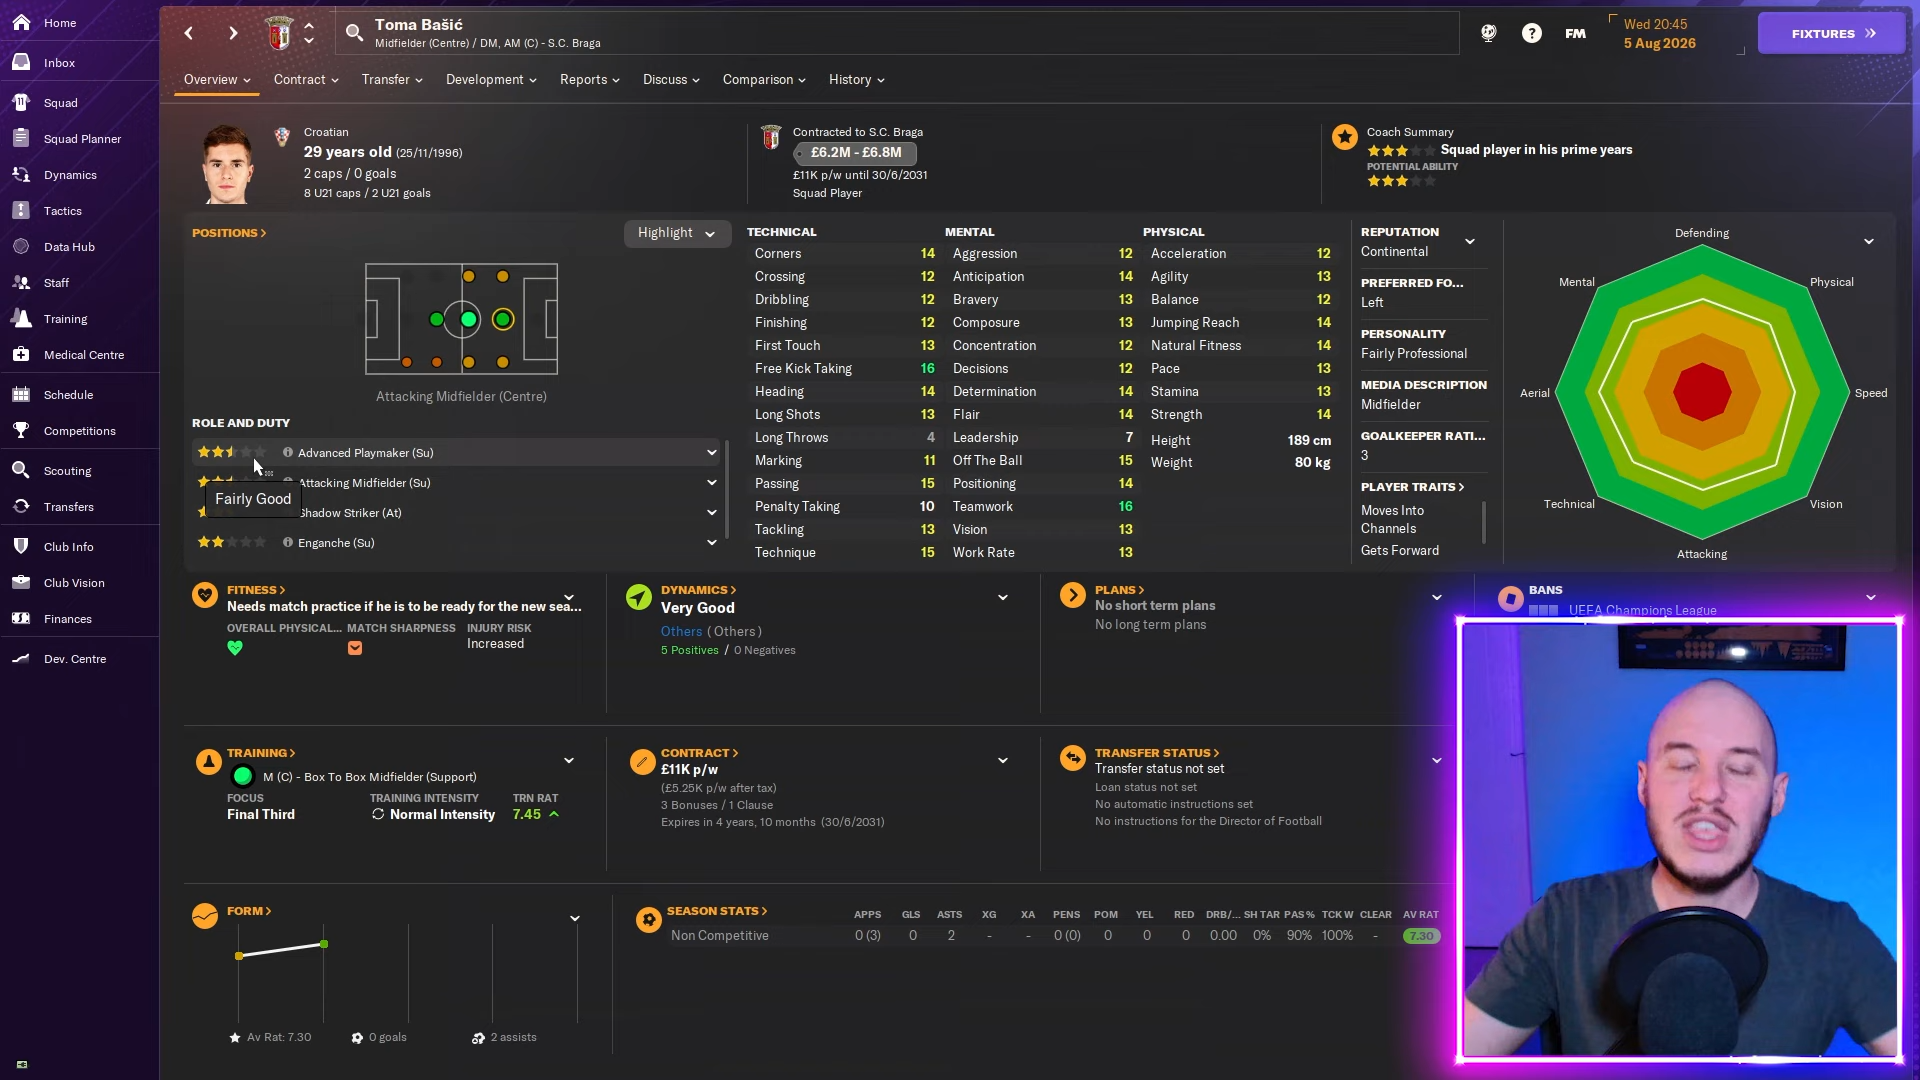 Home
Inbox
Squad
Squad Planner
Dynamics
Tactics
Data Hub
Staff
Training
Medical Centre
Schedule
Competitions
Scouting
Transfers
Club Info
Club Vision
Finances
Dev. Centre
Toma Bašić
Midfielder (Centre) / DM, AM (C) - S.C. Braga
FM
Wed 20:45
5 Aug 2026
FIXTURES
Overview Contract Transfer Development Reports Discuss Comparison History
Croatian
29 years old (25/11/1996)
2 caps / 0 goals
8 U21 caps / 2 U21 goals
Contracted to S.C. Braga
£6.2M - £6.8M
£11K p/w until 30/6/2031
Squad Player
Coach Summary
Squad player in his prime years
POTENTIAL ABILITY
POSITIONS >
Highlight
Attacking Midfielder (Centre)
ROLE AND DUTY
Advanced Playmaker (Su)
Attacking Midfielder (Su)
Fairly Good
Shadow Striker (At)
Enganche (Su)
TECHNICAL
Corners 14
Crossing 12
Dribbling 12
Finishing 12
First Touch 13
Free Kick Taking 16
Heading 14
Long Shots 13
Long Throws 4
Marking 11
Passing 15
Penalty Taking 10
Tackling 13
Technique 15
MENTAL
Aggression 12
Anticipation 14
Bravery 13
Composure 13
Concentration 12
Decisions 12
Determination 14
Flair 14
Leadership 7
Off The Ball 15
Positioning 14
Teamwork 16
Vision 13
Work Rate 13
PHYSICAL
Acceleration 12
Agility 13
Balance 12
Jumping Reach 14
Natural Fitness 14
Pace 13
Stamina 13
Strength 14
Height 189 cm
Weight 80 kg
REPUTATION
Continental
PREFERRED FO...
Left
PERSONALITY
Fairly Professional
MEDIA DESCRIPTION
Midfielder
GOALKEEPER RATI...
3
PLAYER TRAITS >
Moves Into
Channels
Gets Forward
Defending
Physical
Speed
Vision
Attacking
Technical
Aerial
Mental
FITNESS >
Needs match practice if he is to be ready for the new sea...
OVERALL PHYSICAL... MATCH SHARPNESS INJURY RISK
Increased
DYNAMICS >
Very Good
Others ( Others )
5 Positives / 0 Negatives
PLANS >
No short term plans
No long term plans
BANS
UEFA Champions League
TRAINING >
M (C) - Box To Box Midfielder (Support)
FOCUS TRAINING INTENSITY TRN RAT
Final Third Normal Intensity 7.45
CONTRACT >
£11K p/w
(£5.25K p/w after tax)
3 Bonuses / 1 Clause
Expires in 4 years, 10 months (30/6/2031)
TRANSFER STATUS >
Transfer status not set
Loan status not set
No automatic instructions set
No instructions for the Director of Football
FORM >
Av Rat: 7.30 0 goals 2 assists
SEASON STATS > APPS GLS ASTS XG XA PENS POM YEL RED DRB/... SH TAR PAS % TCK W CLEAR AV RAT
Non Competitive 0 (3) 0 2 - - 0 (0) 0 0 0 0.00 0% 90% 100% - 7.30